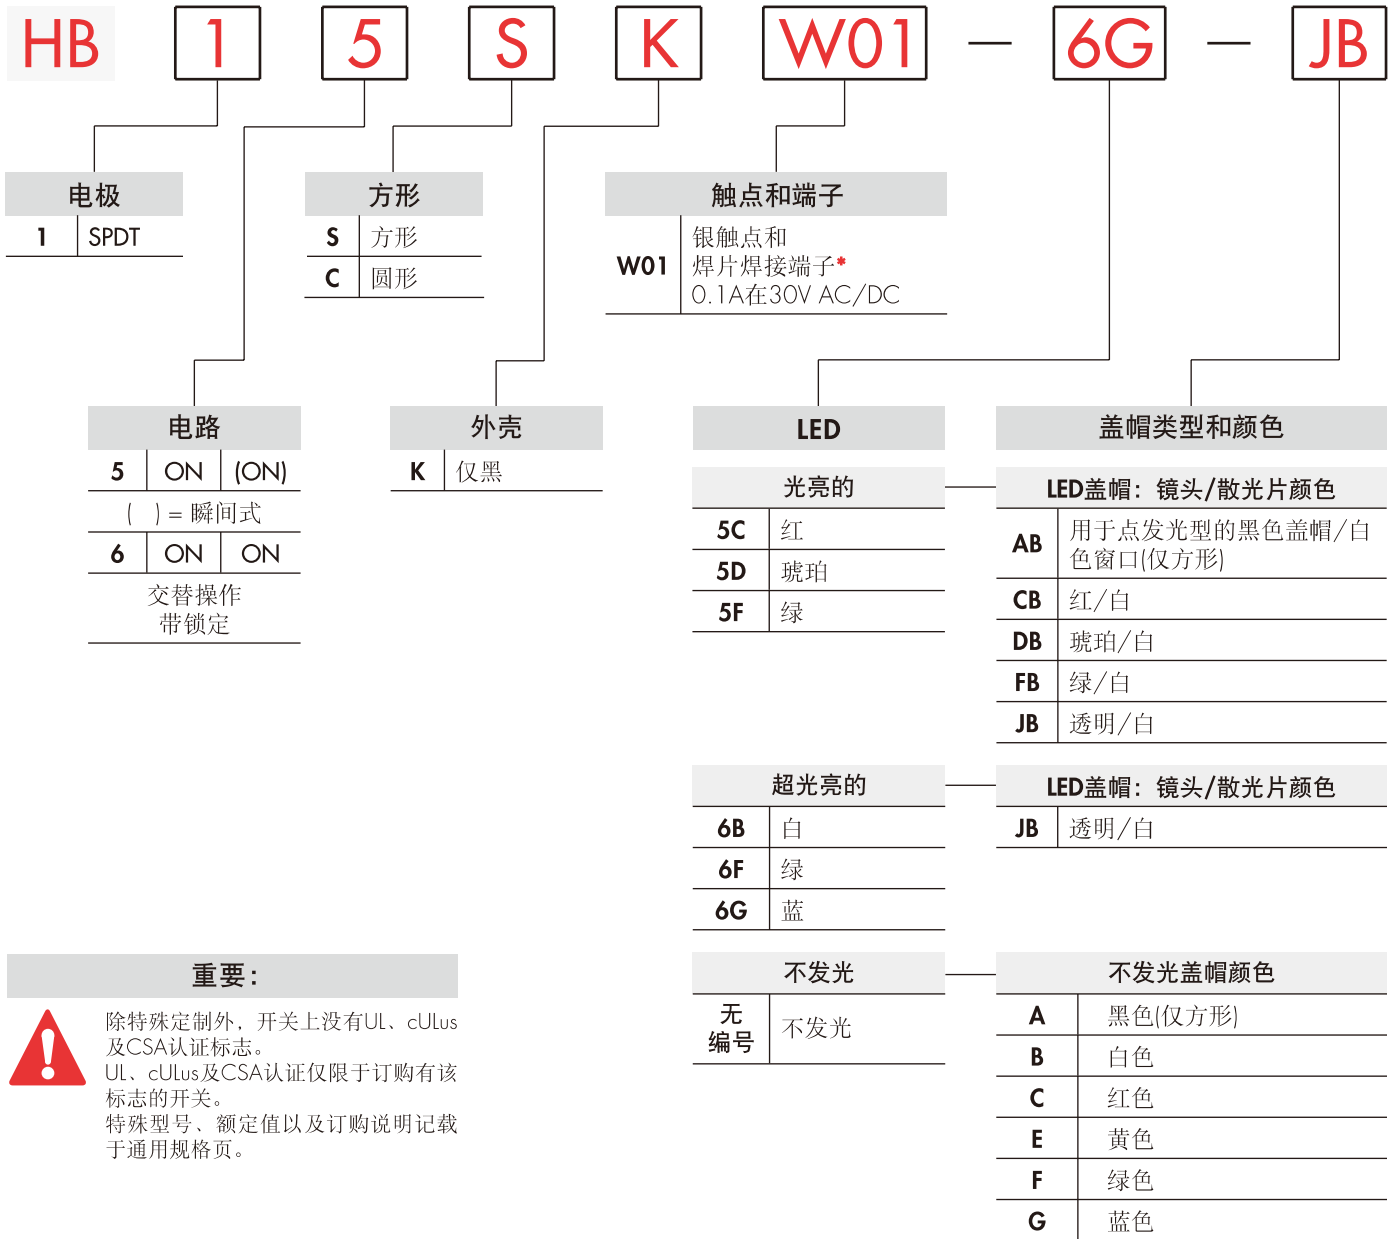 HB 1 5 S K W01 — 6G — JB
电极
1 SPDT
方形
S 方形
C 圆形
触点和端子
W01 银触点和
焊片焊接端子*
0.1A在30V AC/DC
电路
5 ON (ON)
( ) = 瞬间式
6 ON ON
交替操作
带锁定
外壳
K 仅黑
LED
光亮的
5C 红
5D 琥珀
5F 绿
超光亮的
6B 白
6F 绿
6G 蓝
不发光
无
编号 不发光
盖帽类型和颜色
LED盖帽：镜头/散光片颜色
AB 用于点发光型的黑色盖帽/白
色窗口(仅方形)
CB 红/白
DB 琥珀/白
FB 绿/白
JB 透明/白
LED盖帽：镜头/散光片颜色
JB 透明/白
不发光盖帽颜色
A 黑色(仅方形)
B 白色
C 红色
E 黄色
F 绿色
G 蓝色
重要：
除特殊定制外，开关上没有UL、cULus
及CSA认证标志。
UL、cULus及CSA认证仅限于订购有该
标志的开关。
特殊型号、额定值以及订购说明记载
于通用规格页。